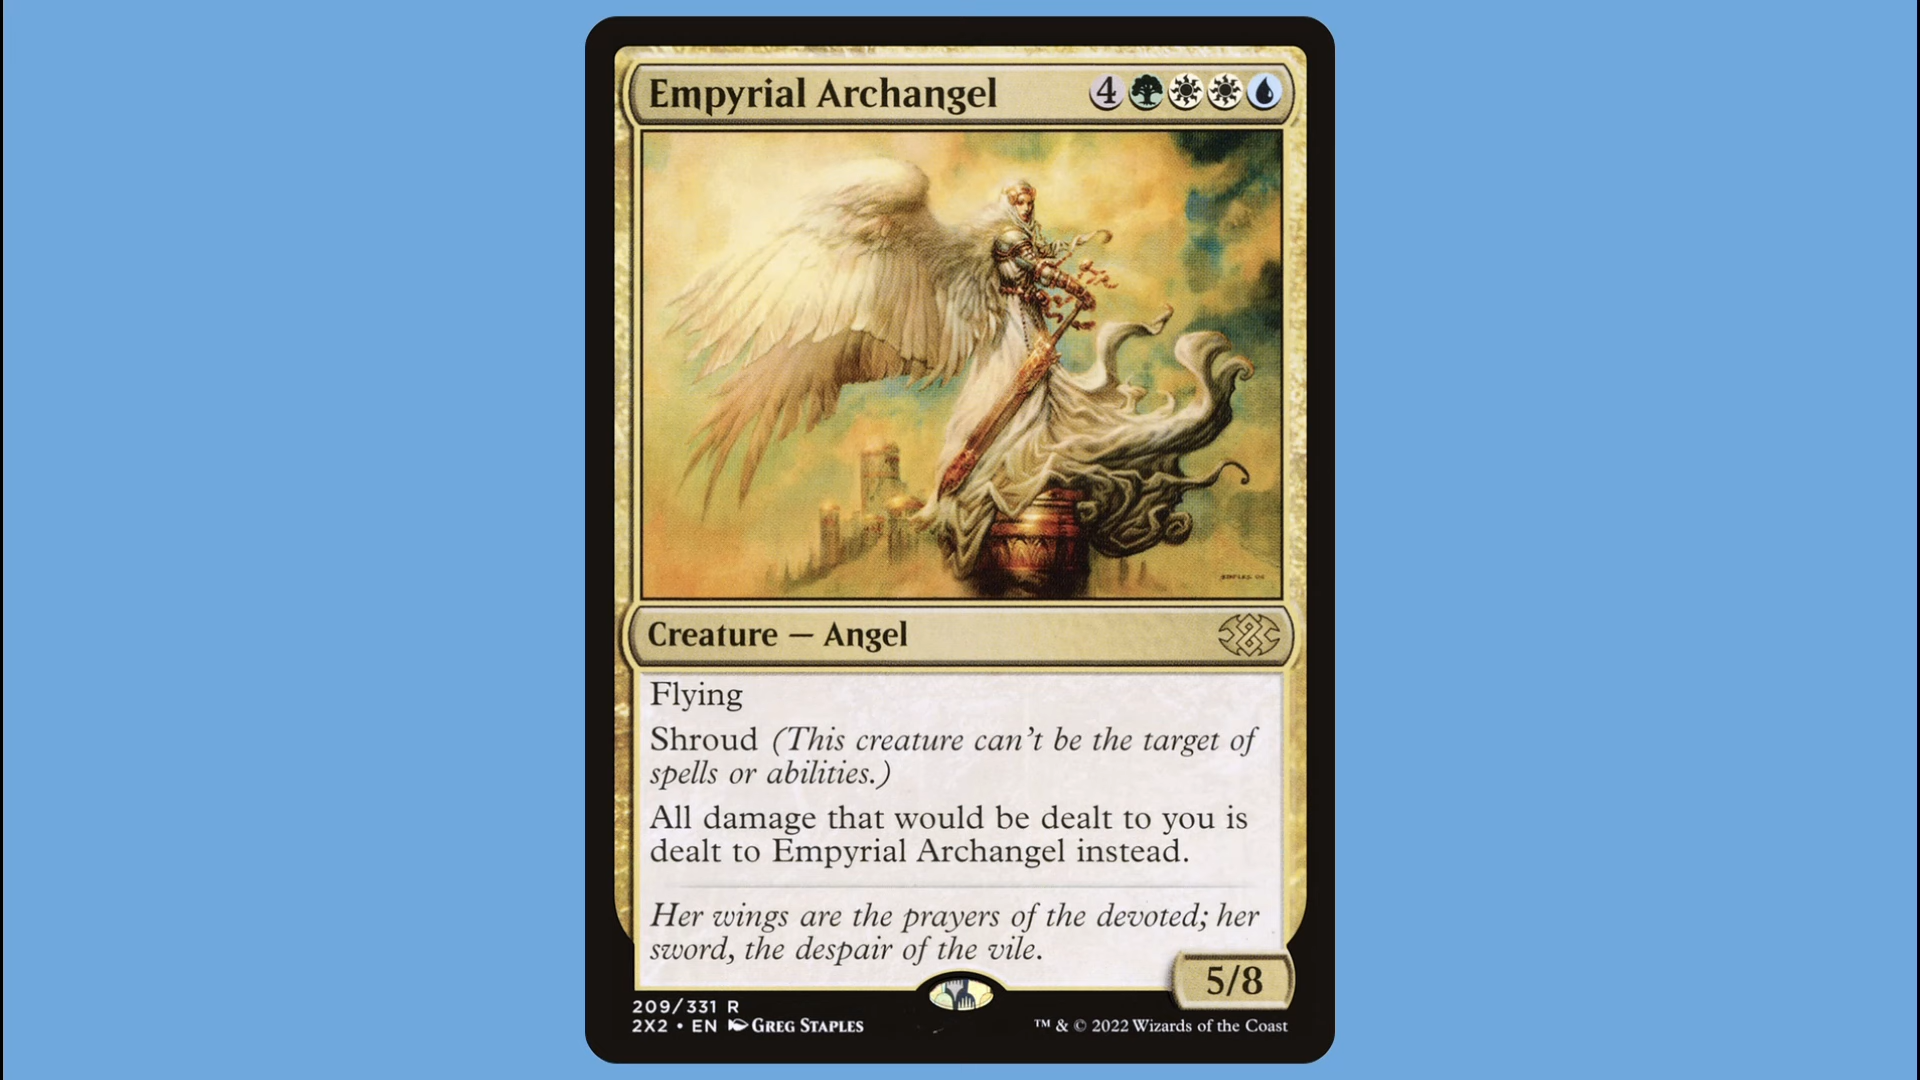 Empyrial Archangel 4
Creature — Angel
Flying
Shroud (This creature can't be the target of
spells or abilities.)
All damage that would be dealt to you is
dealt to Empyrial Archangel instead.
Her wings are the prayers of the devoted; her
sword, the despair of the vile.
5/8
209/331 R
2X2 • EN GREG STAPLES
™ & © 2022 Wizards of the Coast